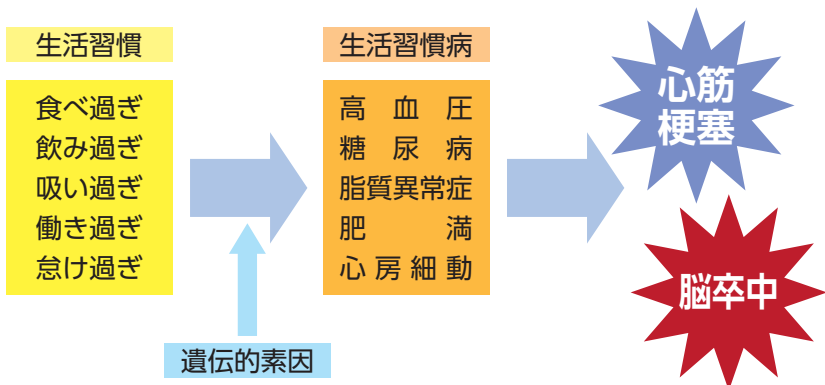 生活習慣
食べ過ぎ
飲み過ぎ
吸い過ぎ
働き過ぎ
怠け過ぎ
遺伝的素因
生活習慣病
高血圧
糖尿病
脂質異常症
肥満
心房細動
心筋
梗塞
脳卒中